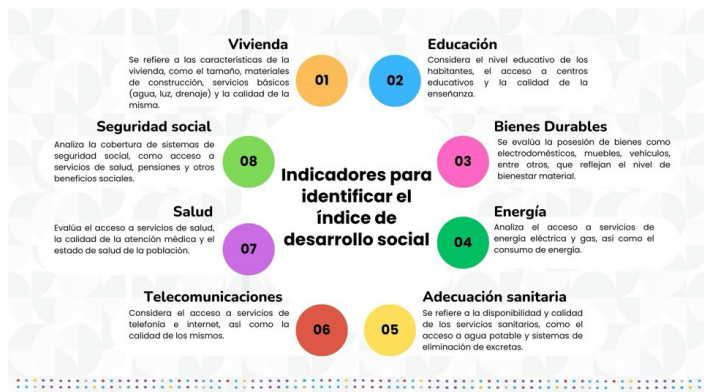 Vivienda
Se refiere a las características de la
vivienda, como el tamaño, materiales
de construcción, servicios básicos
(agua, luz, drenaje) y la calidad de la
misma.
01
Educación
Considera el nivel educativo de los
habitantes, el acceso a centros
educativos y la calidad de la
enseñanza.
02
Bienes Durables
Se evalúa la posesión de bienes como
electrodomésticos, muebles, vehículos,
entre otros, que reflejan el nivel de
bienestar material.
03
Energía
Analiza el acceso a servicios de
energía eléctrica y gas, así como el
consumo de energía.
04
Adecuación sanitaria
Se refiere a la disponibilidad y calidad
de los servicios sanitarios, como el
acceso a agua potable y sistemas de
eliminación de excretas.
05
Telecomunicaciones
Considera el acceso a servicios de
telefonía e internet, así como la
calidad de los mismos.
06
Salud
Evalúa el acceso a servicios de salud,
la calidad de la atención médica y el
estado de salud de la población.
07
Seguridad social
Analiza la cobertura de sistemas de
seguridad social, como acceso a
servicios de salud, pensiones y otros
beneficios sociales.
08
Indicadores para
identificar el
índice de
desarrollo social